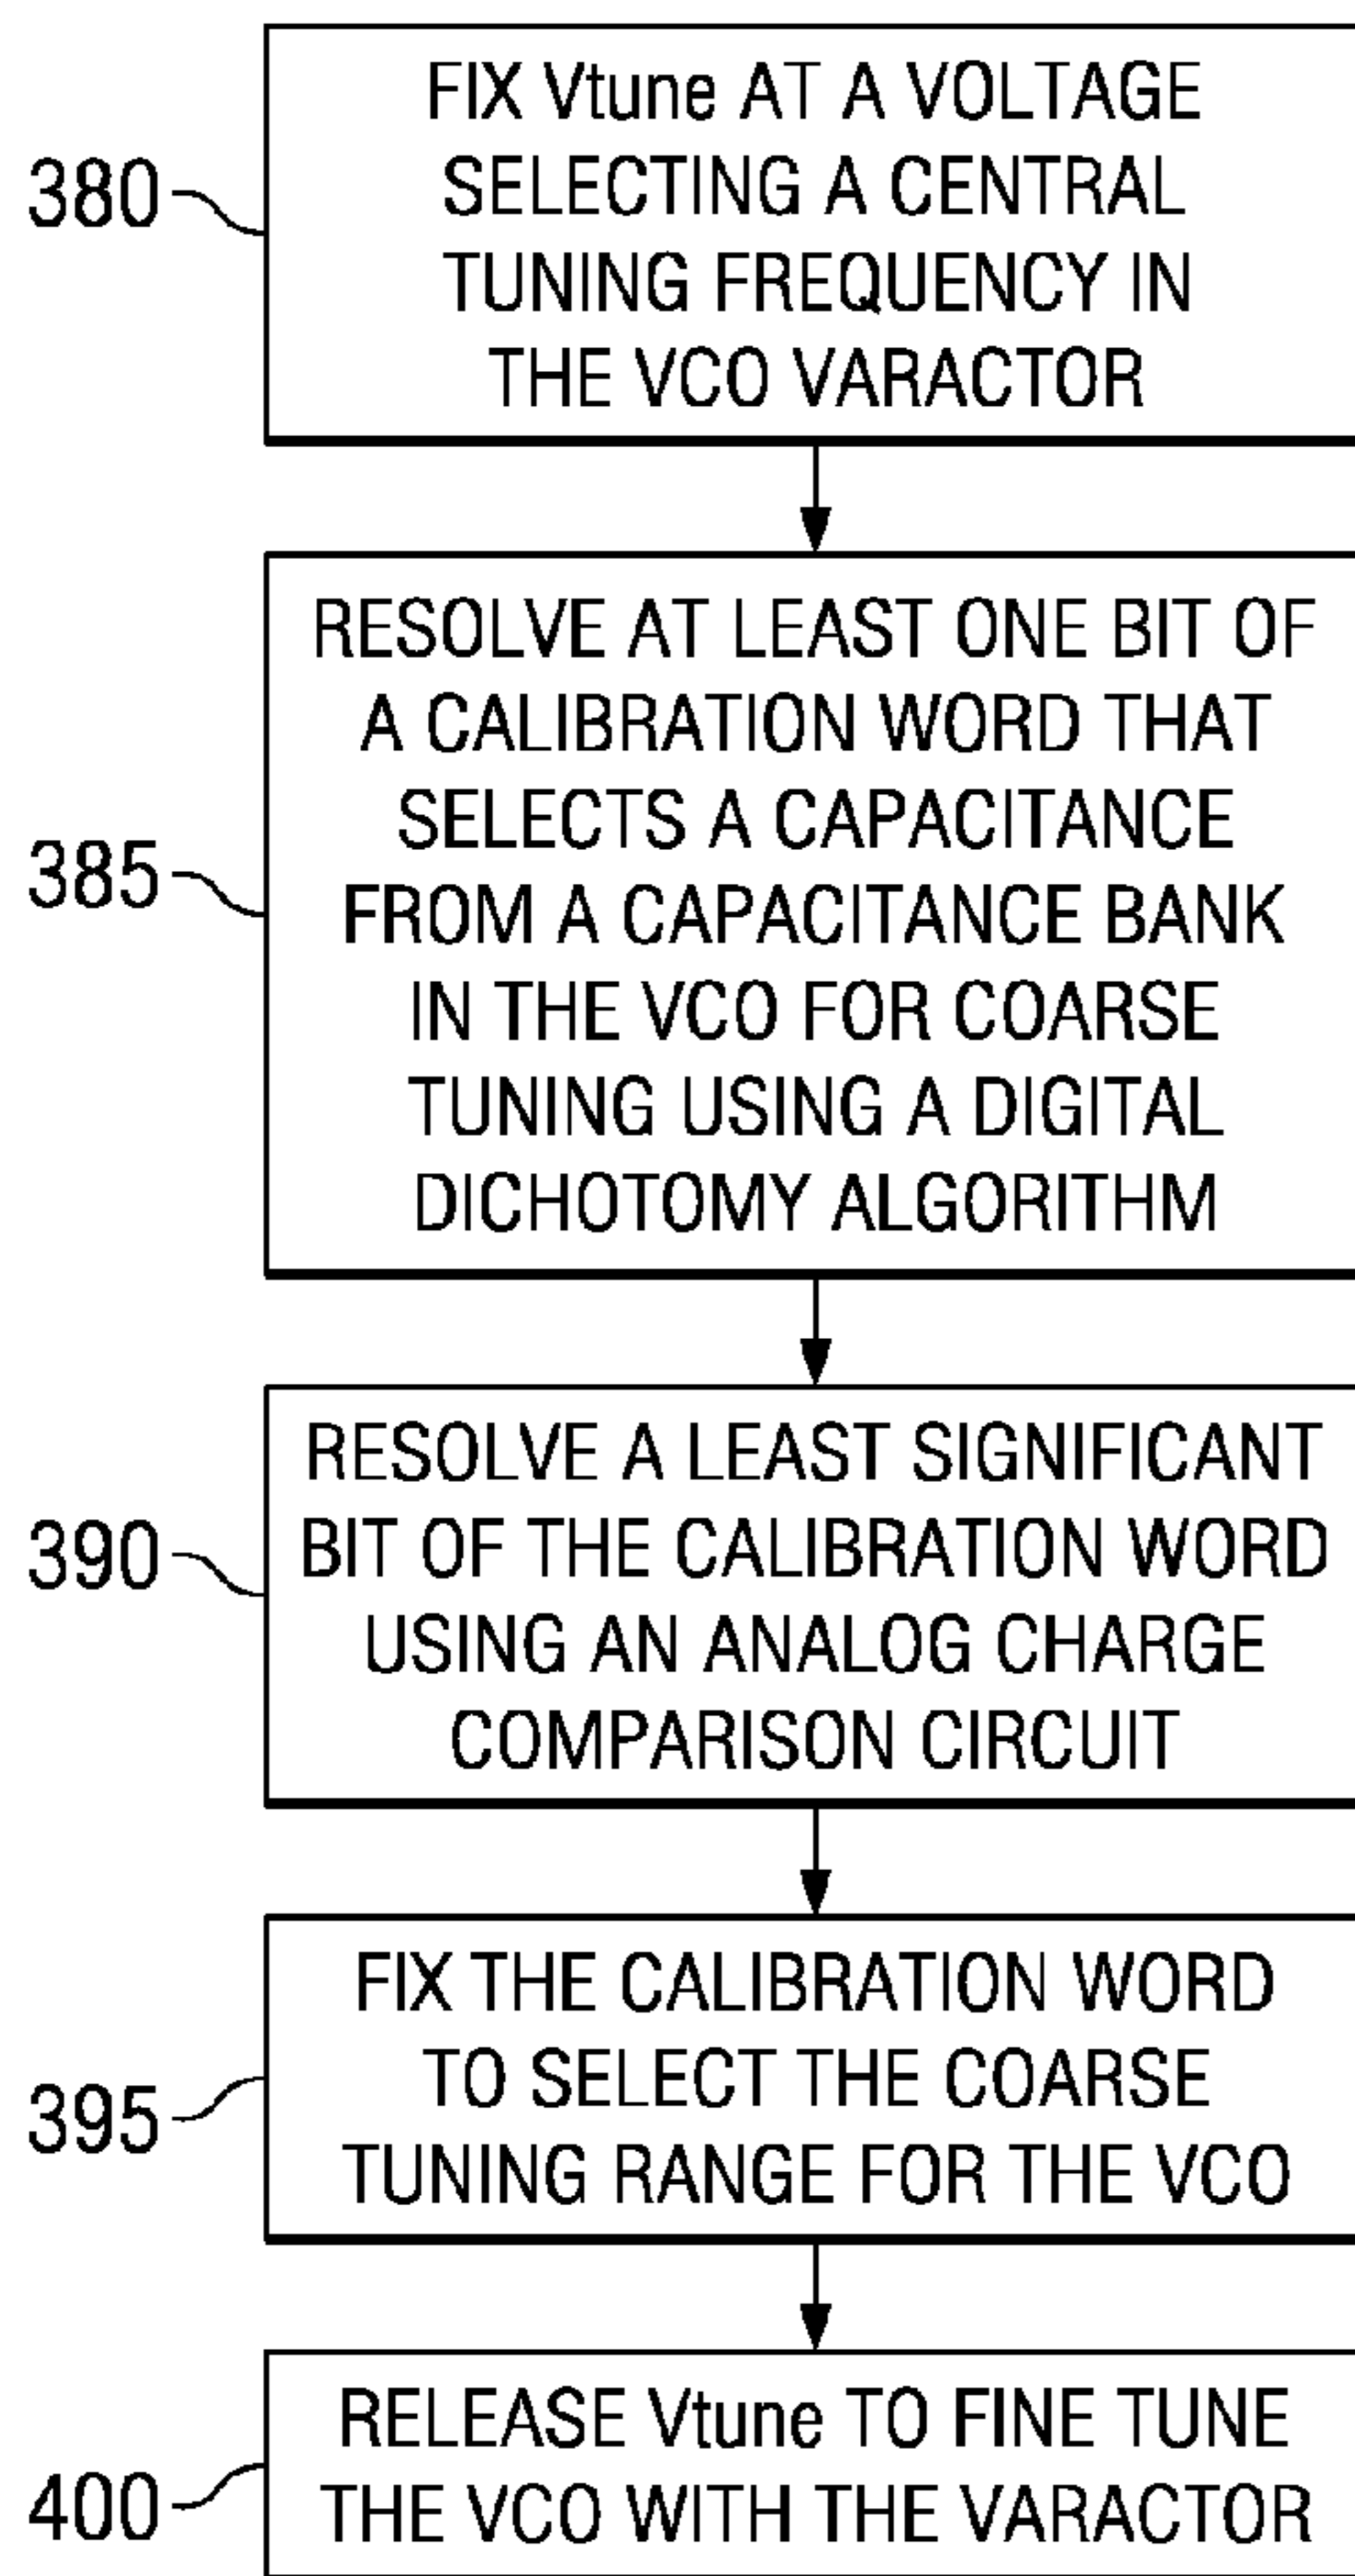 380
FIX Vtune AT A VOLTAGE
SELECTING A CENTRAL
TUNING FREQUENCY IN
THE VCO VARACTOR
385
RESOLVE AT LEAST ONE BIT OF
A CALIBRATION WORD THAT
SELECTS A CAPACITANCE
FROM A CAPACITANCE BANK
IN THE VCO FOR COARSE
TUNING USING A DIGITAL
DICHOTOMY ALGORITHM
390
RESOLVE A LEAST SIGNIFICANT
BIT OF THE CALIBRATION WORD
USING AN ANALOG CHARGE
COMPARISON CIRCUIT
395
FIX THE CALIBRATION WORD
TO SELECT THE COARSE
TUNING RANGE FOR THE VCO
400
RELEASE Vtune TO FINE TUNE
THE VCO WITH THE VARACTOR